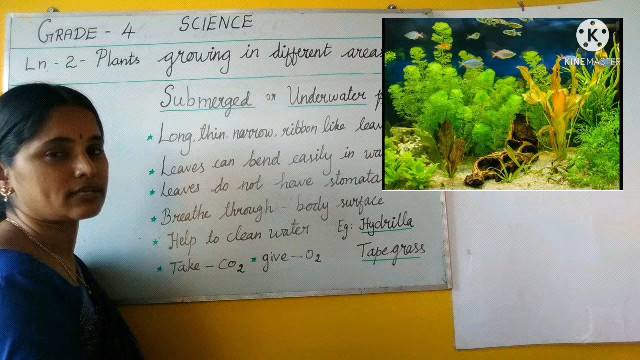 GRADE - 4 SCIENCE
Ln - 2 - Plants growing in different areas
Submerged or Underwater
* Long, thin, narrow, ribbon like
* Leaves can bend easily in
* Leaves do not have stomata
* Breathe through - body surface
* Help to clean water Eg: Hydrilla
* Take - CO2 * give - O2 Tape grass
K
KINEMASTER